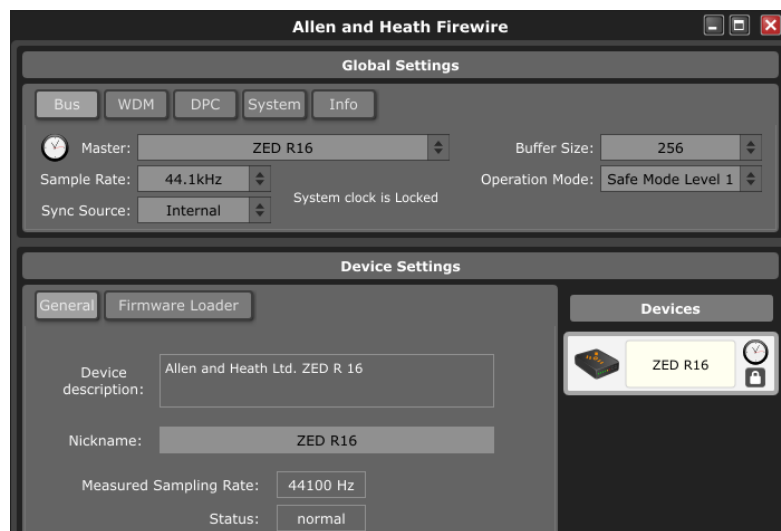 Allen and Heath Firewire
Global Settings
Bus WDM DPC System Info
Master: ZED R16 Buffer Size: 256
Sample Rate: 44.1kHz Operation Mode: Safe Mode Level 1
System clock is Locked
Sync Source: Internal
Device Settings
General Firmware Loader
Devices
ZED R16
Device description: Allen and Heath Ltd. ZED R 16
Nickname: ZED R16
Measured Sampling Rate: 44100 Hz
Status: normal